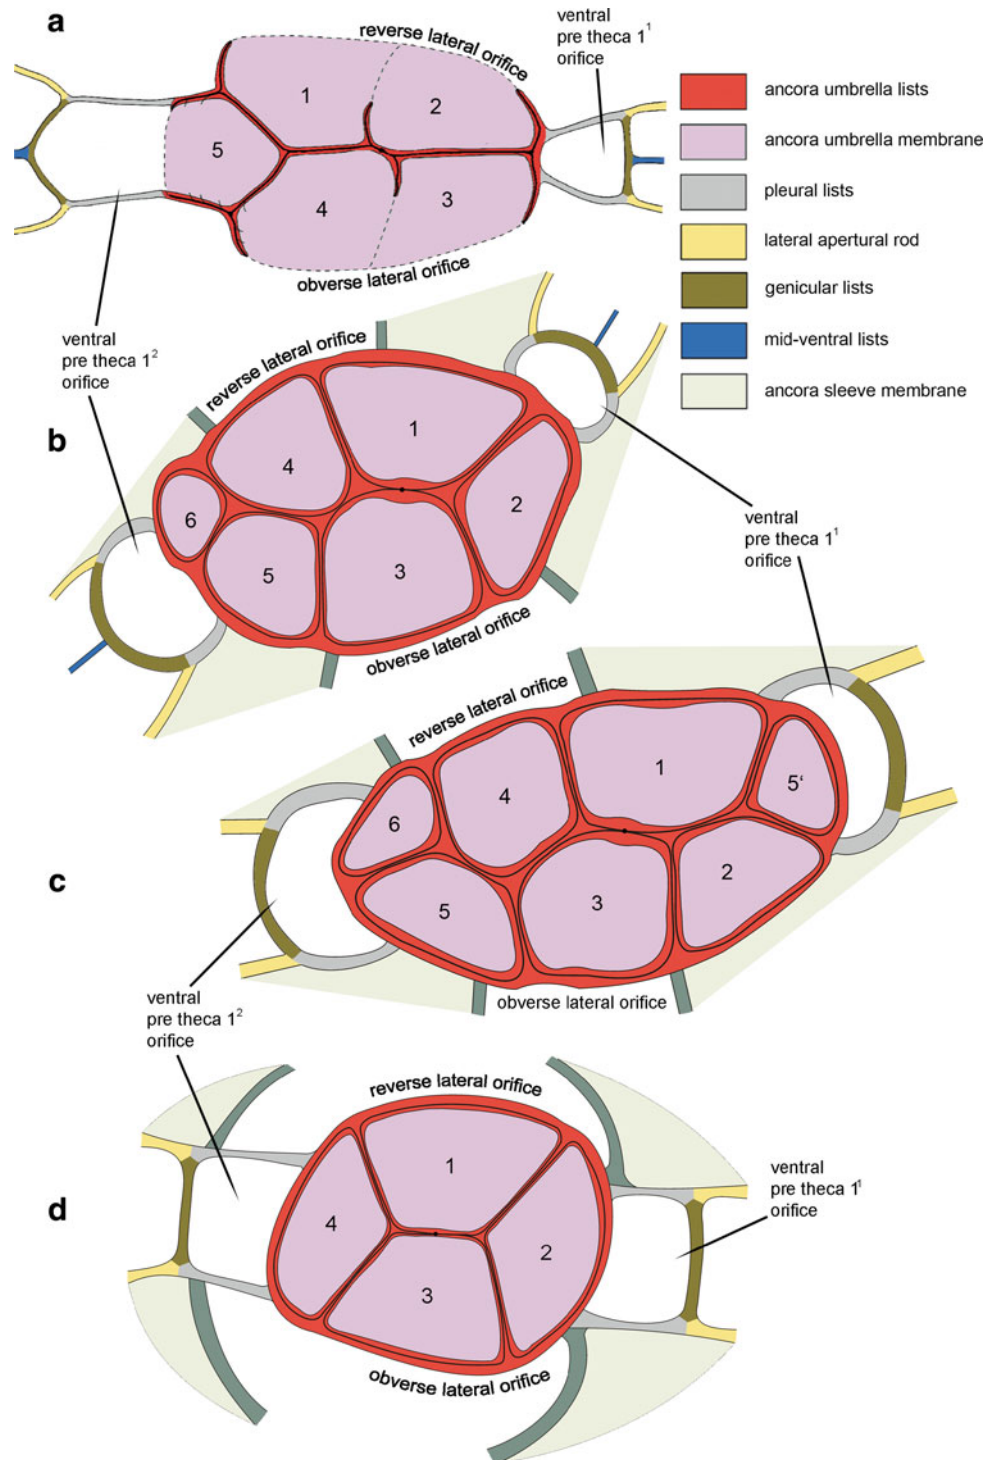 a
reverse lateral orifice
1
2
5
4
3
obverse lateral orifice
ventral
pre theca 1¹
orifice
ancora umbrella lists
ancora umbrella membrane
pleural lists
lateral apertural rod
genicular lists
mid-ventral lists
ancora sleeve membrane
ventral
pre theca 1²
orifice
b
reverse lateral orifice
1
4
2
6
5
3
obverse lateral orifice
ventral
pre theca 1¹
orifice
c
reverse lateral orifice
1
4
5‘
6
2
5
3
obverse lateral orifice
ventral
pre theca 1²
orifice
d
reverse lateral orifice
1
4
2
3
obverse lateral orifice
ventral
pre theca 1¹
orifice